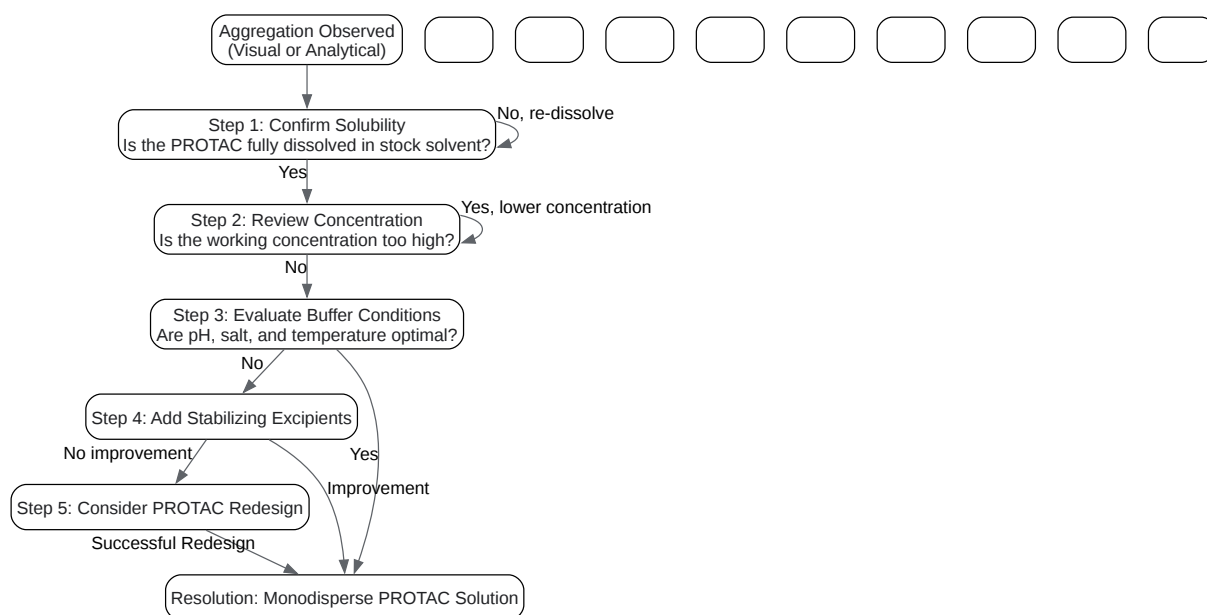 Aggregation Observed
(Visual or Analytical)
Step 1: Confirm Solubility
Is the PROTAC fully dissolved in stock solvent?
No, re-dissolve
Yes
Step 2: Review Concentration
Is the working concentration too high?
Yes, lower concentration
No
Step 3: Evaluate Buffer Conditions
Are pH, salt, and temperature optimal?
No
Step 4: Add Stabilizing Excipients
No improvement
Yes
Improvement
Step 5: Consider PROTAC Redesign
Successful Redesign
Resolution: Monodisperse PROTAC Solution